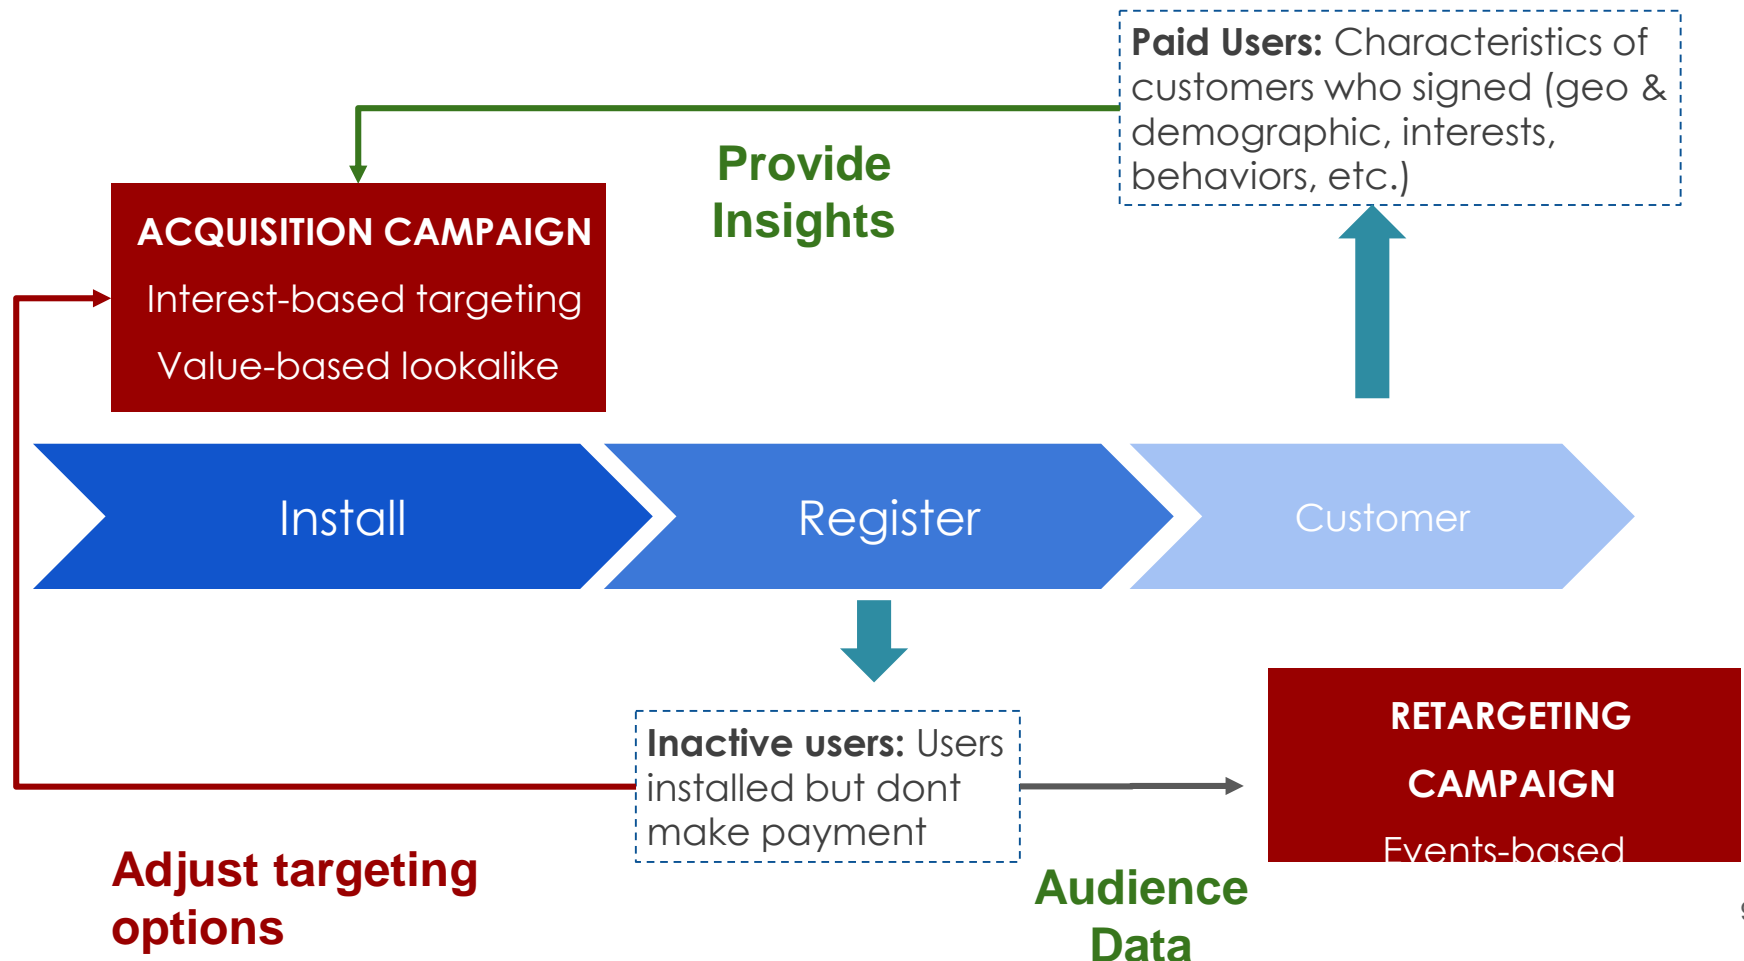 Paid Users: Characteristics of
customers who signed (geo &
demographic, interests,
behaviors, etc.)
Provide
Insights
ACQUISITION CAMPAIGN
Interest-based targeting
Value-based lookalike
Install
Register
Customer
Inactive users: Users
installed but dont
make payment
RETARGETING
CAMPAIGN
Events-based
Adjust targeting
options
Audience
Data